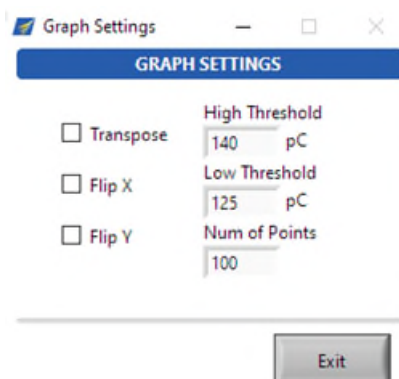 Graph Settings
GRAPH SETTINGS
Transpose
Flip X
Flip Y
High Threshold
140 pC
Low Threshold
125 pC
Num of Points
100
Exit